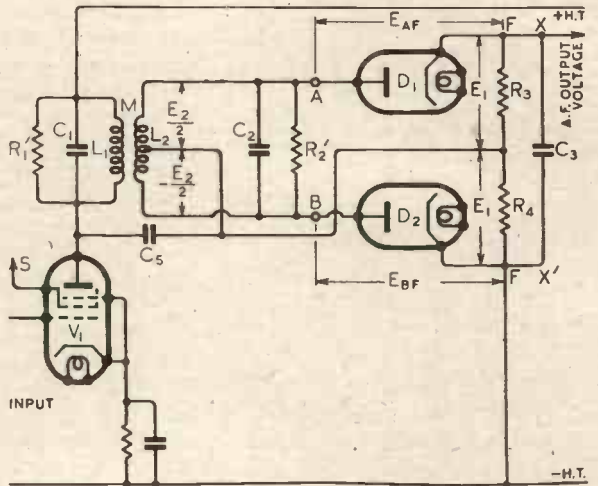 E_AF
F
X
+H.T.
A.F. OUTPUT VOLTAGE
R₁'
C₁
L₁
M
L₂
E₂/2
-E₂/2
C₂
R₂'
A
B
D₁
D₂
E₁
E₁
R₃
R₄
C₃
C₅
E_BF
F
X'
S
V₁
INPUT
-H.T.